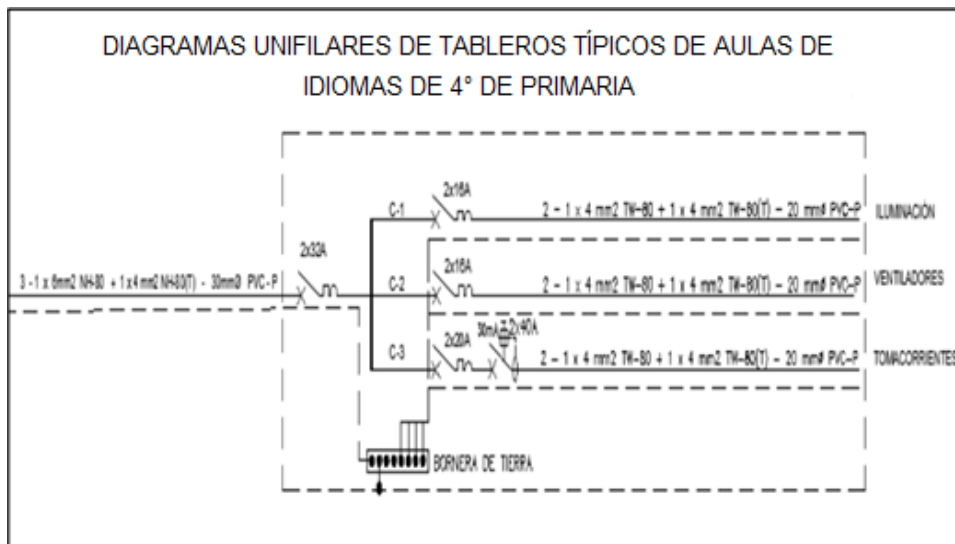 DIAGRAMAS UNIFILARES DE TABLEROS TÍPICOS DE AULAS DE
IDIOMAS DE 4° DE PRIMARIA
3 - 1 x 6mm2 NH-80 + 1x4mm2 NH-80(T) - 30mmØ PVC-P
2x32A
C-1
2x16A
2 - 1 x 4 mm2 TW-80 + 1 x 4 mm2 TW-80(T) - 20 mmØ PVC-P
ILUMINACIÓN
C-2
2x16A
2 - 1 x 4 mm2 TW-80 + 1 x 4 mm2 TW-80(T) - 20 mmØ PVC-P
VENTILADORES
C-3
2x20A
30mA
2x40A
2 - 1 x 4 mm2 TW-80 + 1 x 4 mm2 TW-80(T) - 20 mmØ PVC-P
TOMACORRIENTES
BORNERA DE TIERRA